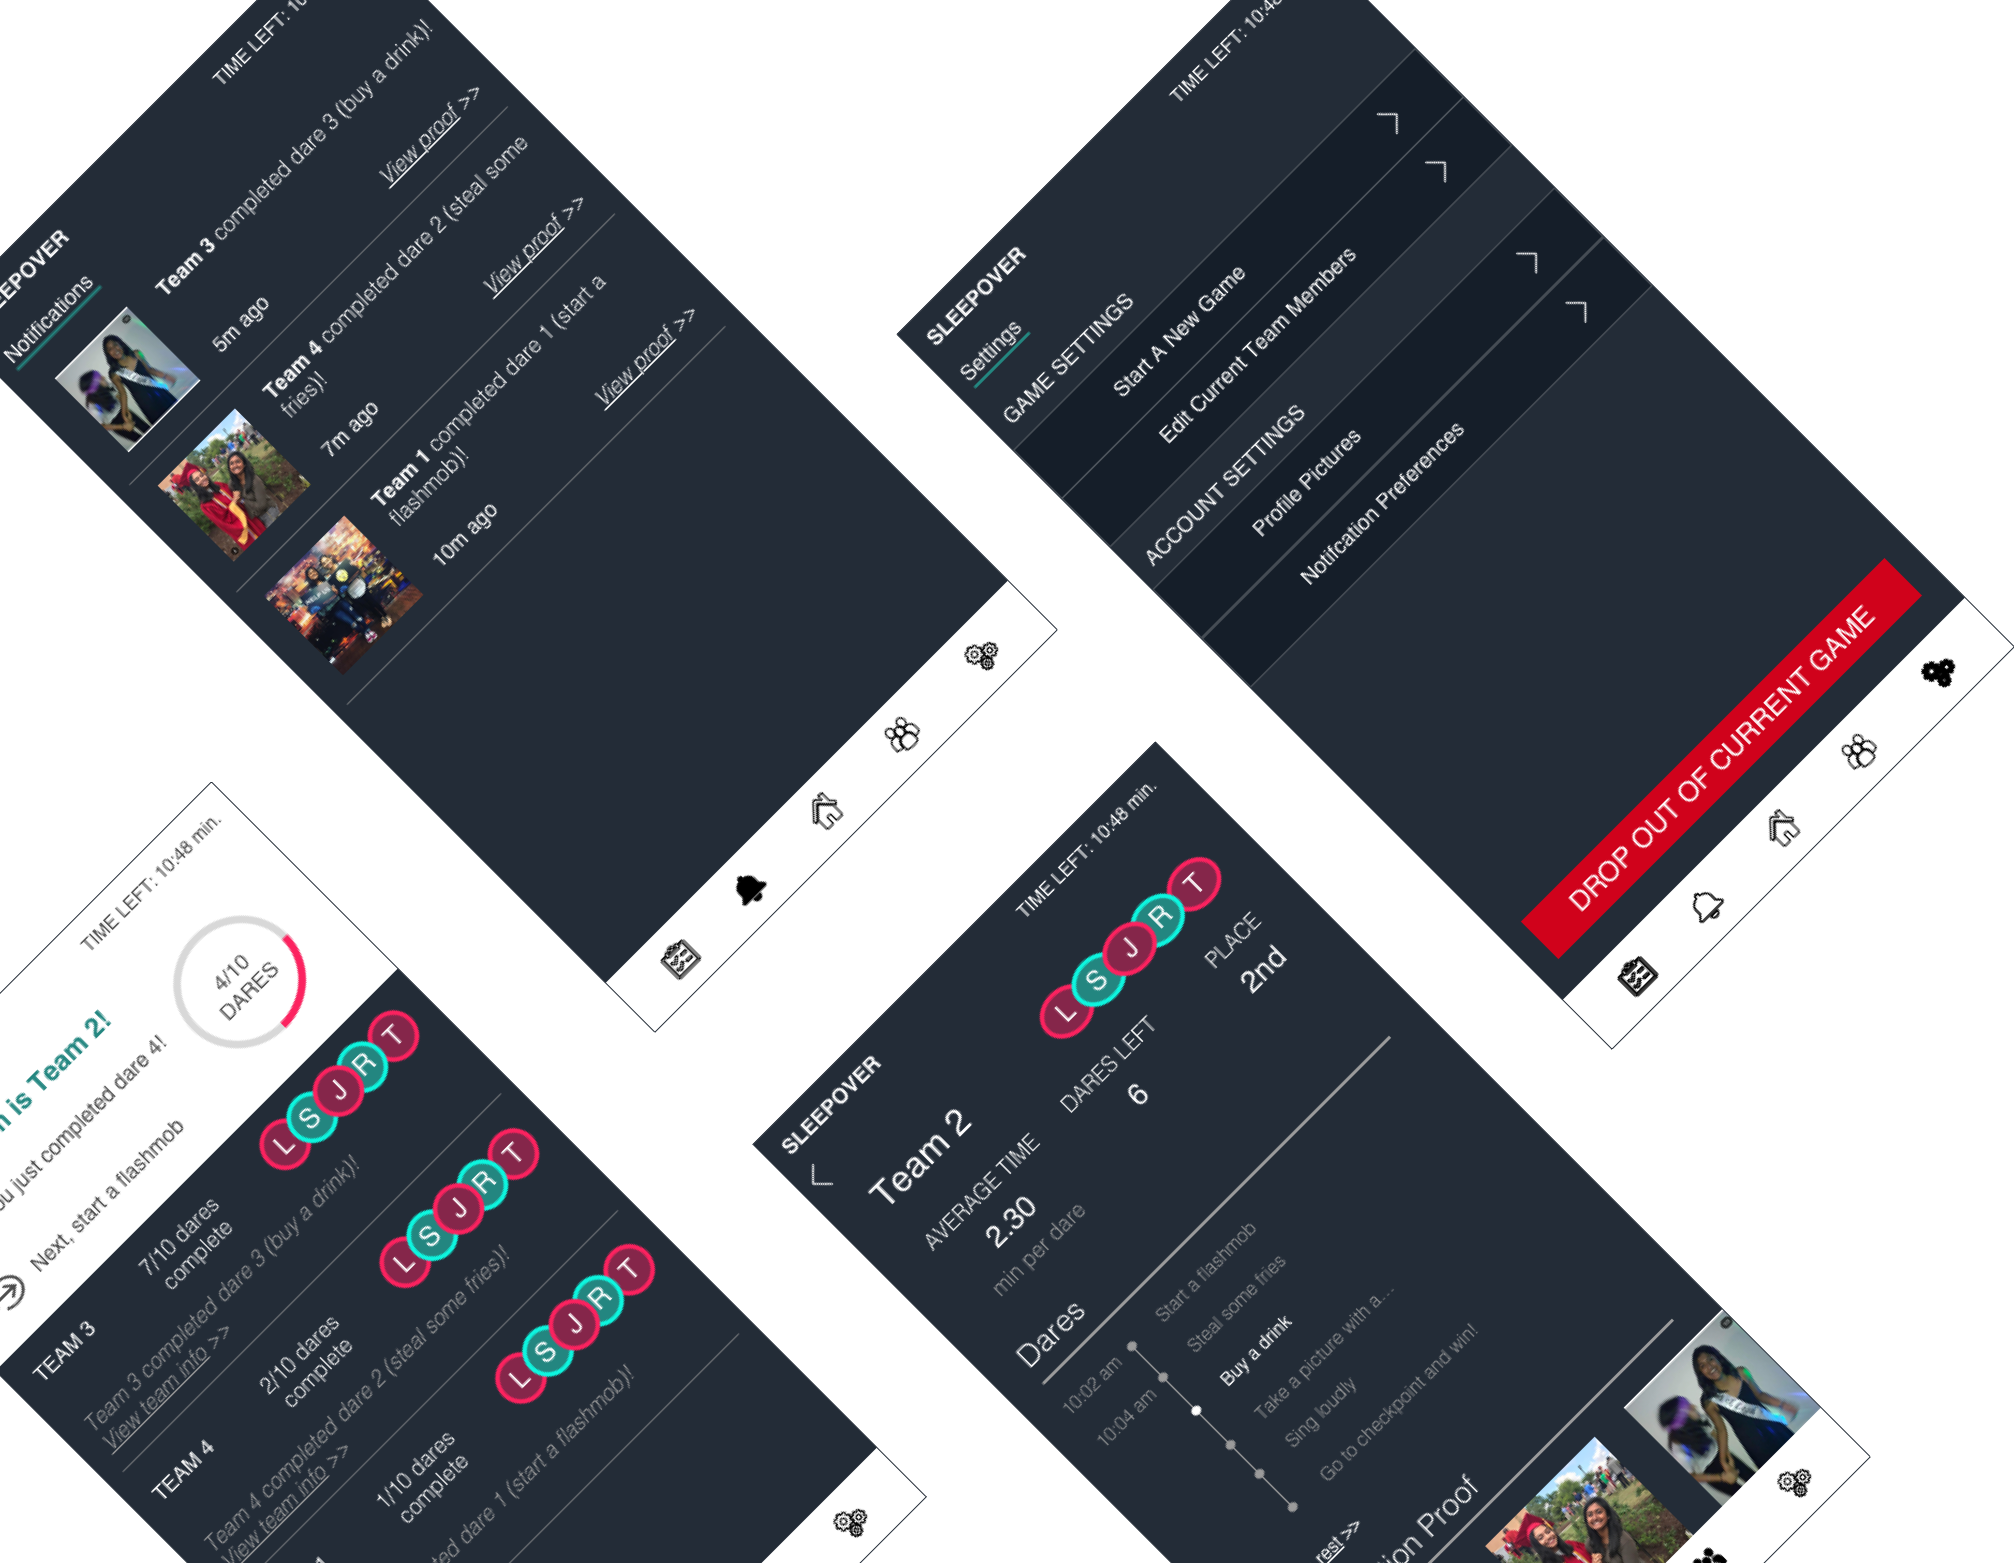 TIME LEFT: 10
EEPOVER
Notifications
Team 3 completed dare 3 (buy a drink)!
5m ago
View proof >>
Team 4 completed dare 2 (steal some
fries)!
7m ago
View proof >>
Team 1 completed dare 1 (start a
flashmob)!
10m ago
View proof >>
TIME LEFT: 10:48
SLEEPOVER
Settings
GAME SETTINGS
Start A New Game
Edit Current Team Members
ACCOUNT SETTINGS
Profile Pictures
Notifcation Preferences
DROP OUT OF CURRENT GAME
TIME LEFT: 10:48 min.
is Team 2!
4/10
DARES
ou just completed dare 4!
Next, start a flashmob
TEAM 3
7/10 dares
complete
L S J R T
Team 3 completed dare 3 (buy a drink)!
View team info >>
TEAM 4
2/10 dares
complete
L S J R T
Team 4 completed dare 2 (steal some fries)!
View team info >>
1/10 dares
complete
L S J R T
ted dare 1 (start a flashmob)!
TIME LEFT: 10:48 min.
SLEEPOVER
Team 2
L S J R T
AVERAGE TIME
2.30
min per dare
DARES LEFT
6
PLACE
2nd
Dares
10:02 am Start a flashmob
10:04 am Steal some fries
Buy a drink
Take a picture with a...
Sing loudly
Go to checkpoint and win!
rest >>
ion Proof